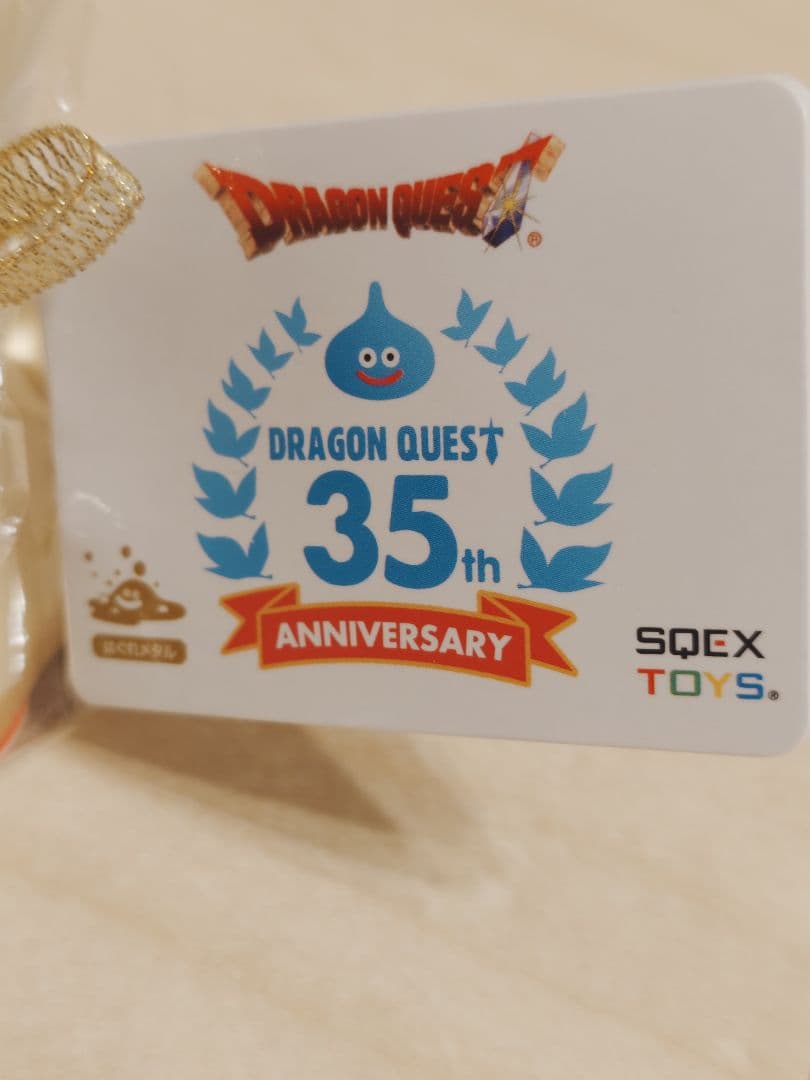 DRAGON QUEST®
DRAGON QUEST
35th
ANNIVERSARY
はぐれメタル
SQEX
TOYS®